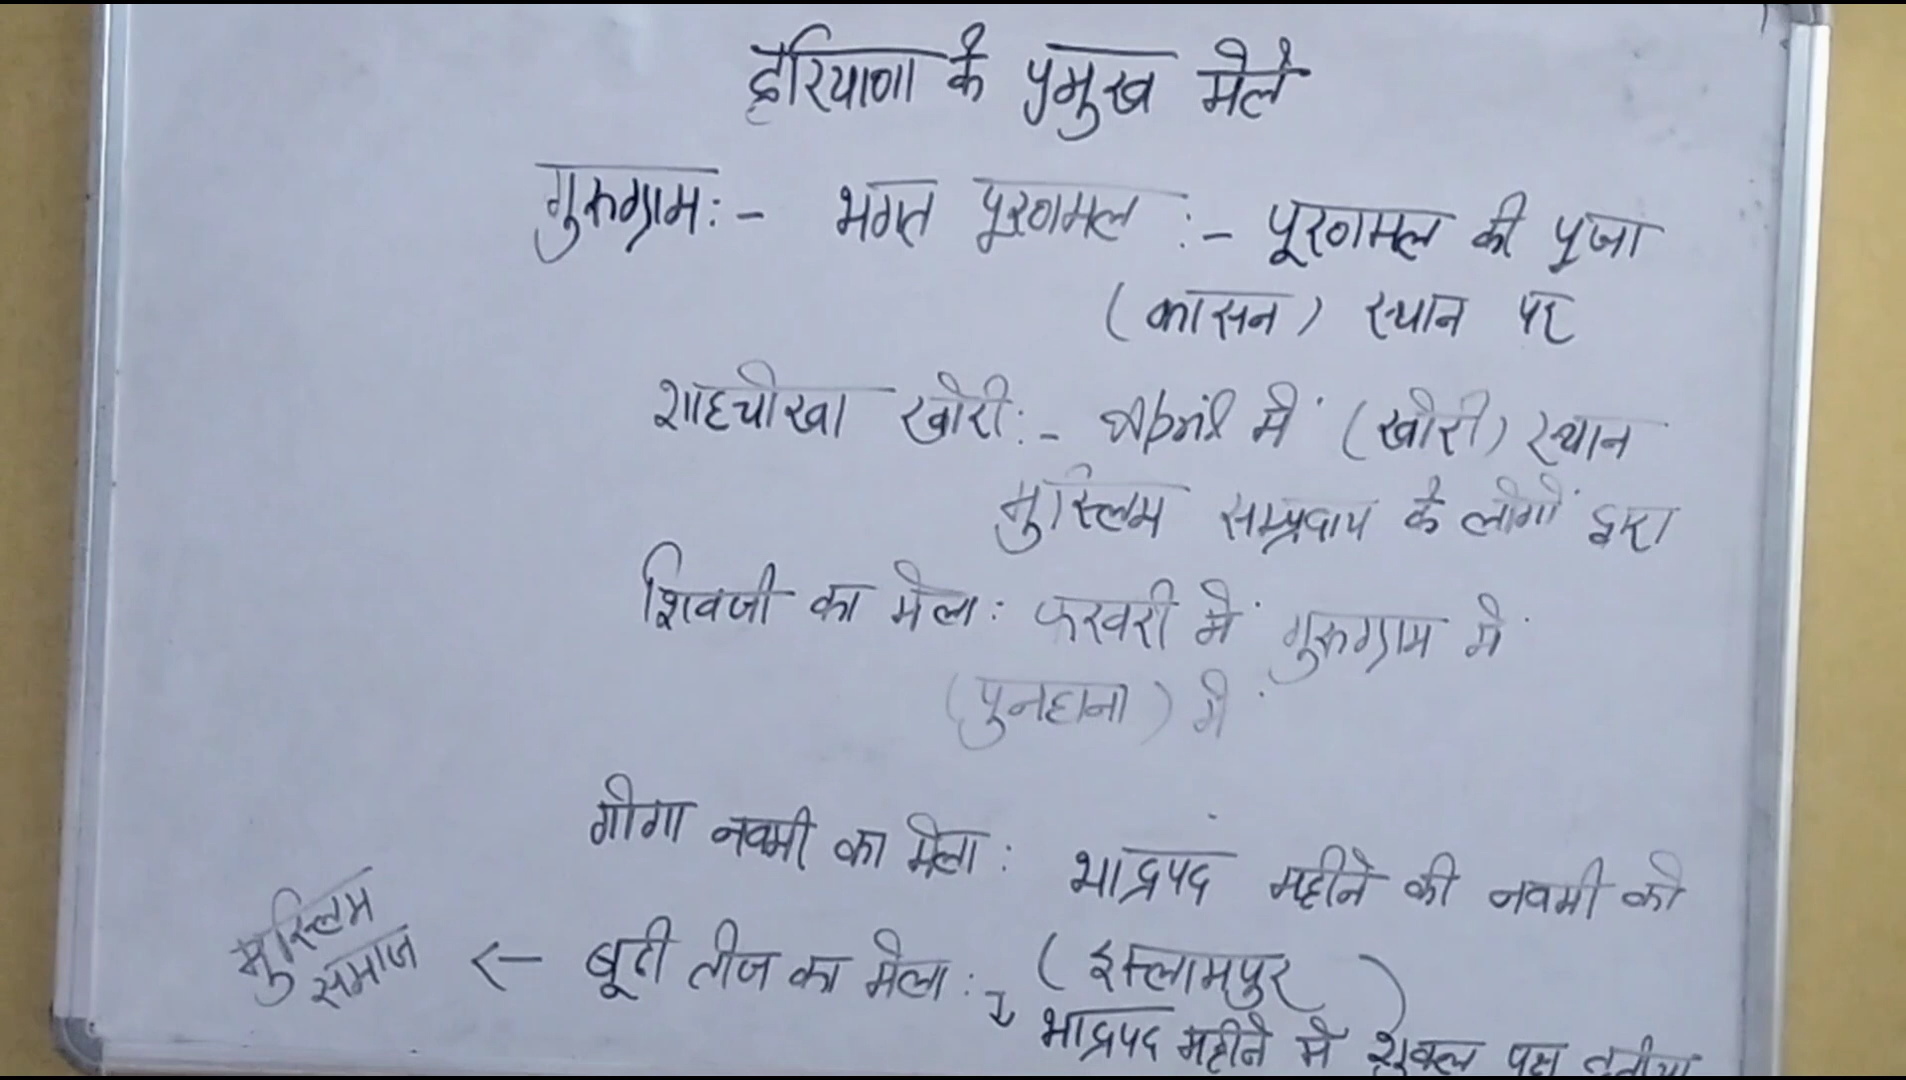 हरियाणा के प्रमुख मेले
गुरुग्राम :- भगत पूरणमल :- पूरणमल की पूजा
(कासन) स्थान पर
शाहचोखा खोरी :- April में (खोरी) स्थान
मुस्लिम सम्प्रदाय के लोगों द्वारा
शिवजी का मेला : फरवरी में गुरुग्राम में
(पुनहाना) में
गोगा नवमी का मेला : भाद्रपद महीने की नवमी को
(इस्लामपुर)
मुस्लिम समाज ← बूढी तीज का मेला :-
भाद्रपद महीने में शुक्ल पक्ष तृतीया